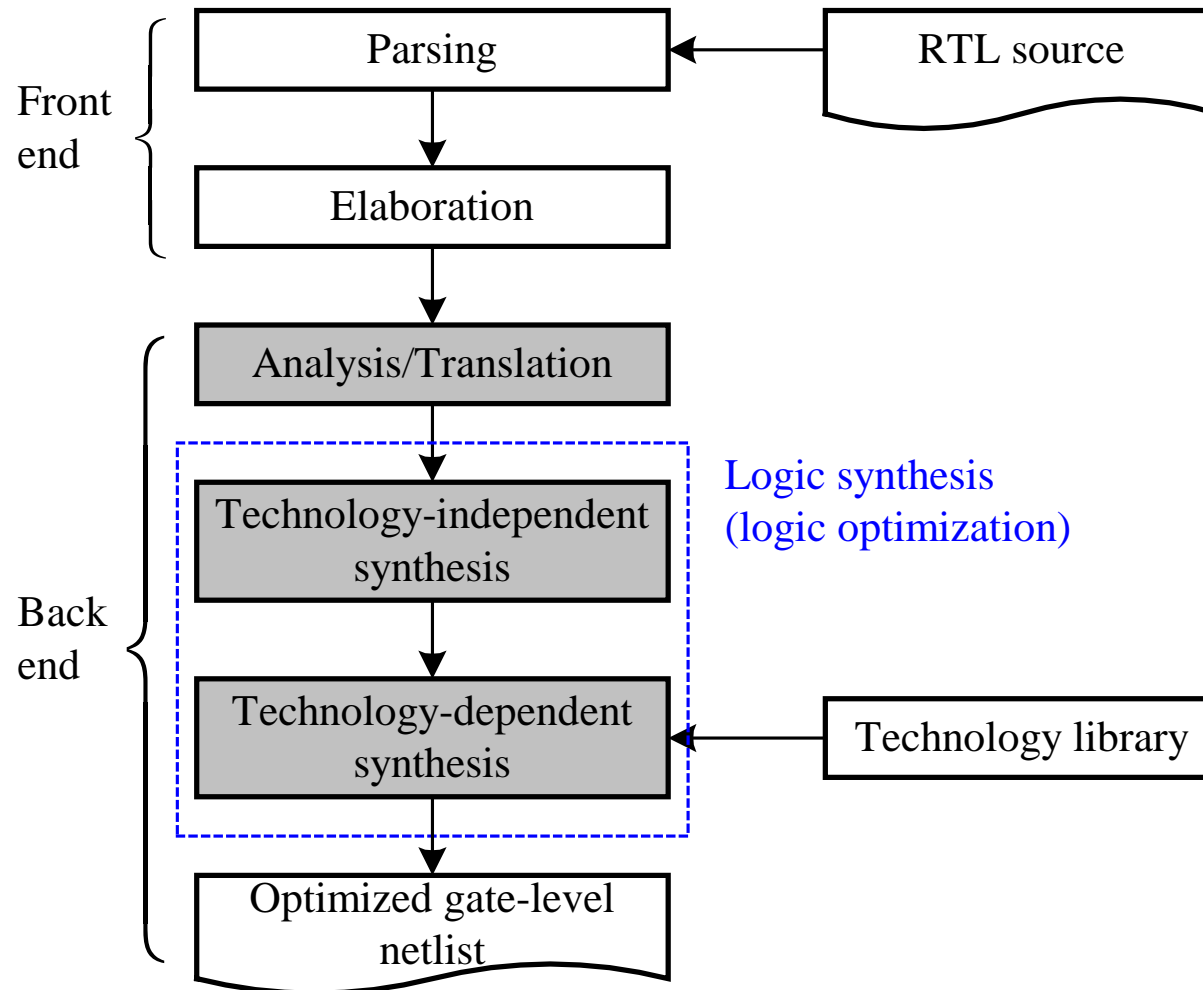 Parsing
RTL source
Front
end
Elaboration
Analysis/Translation
Logic synthesis
(logic optimization)
Technology-independent
synthesis
Back
end
Technology-dependent
synthesis
Technology library
Optimized gate-level
netlist